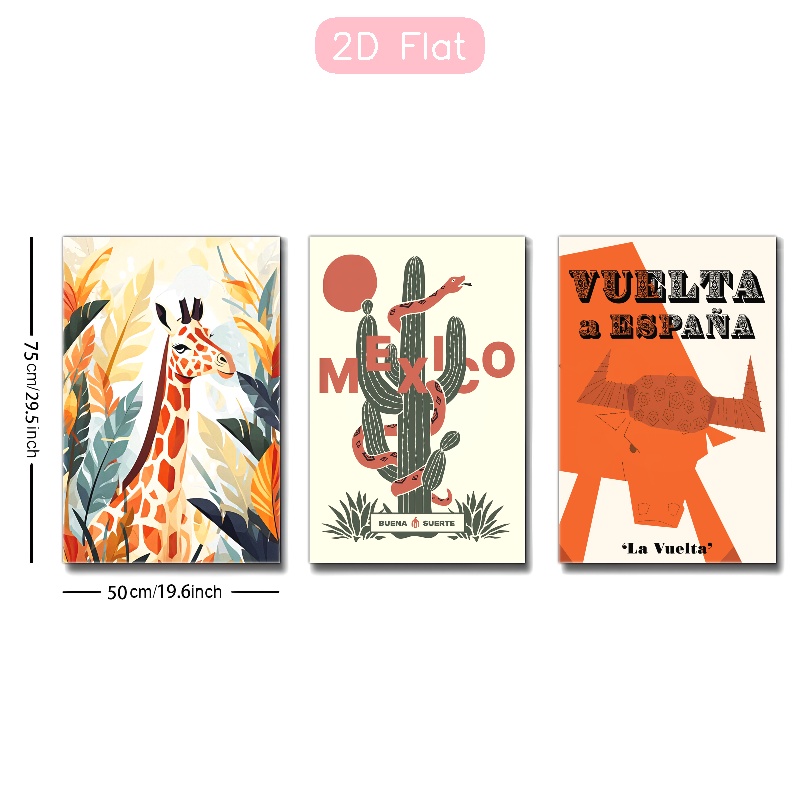 2D Flat
75cm/29.5inch
50cm/19.6inch
MEXICO
BUENA SUERTE
VUELTA
a ESPAÑA
‘La Vuelta’